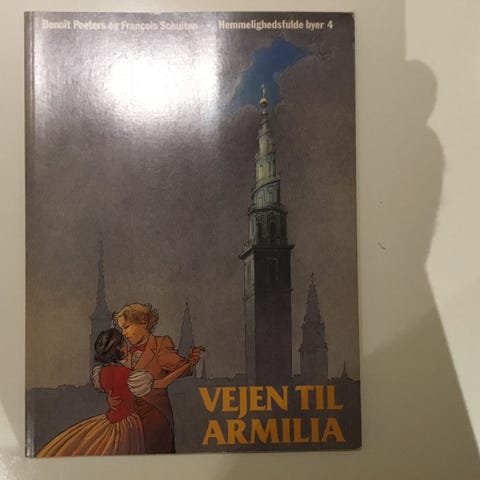 Benoît Peeters og François Schuiten • Hemmelighedsfulde byer 4
VEJEN TIL
ARMILIA